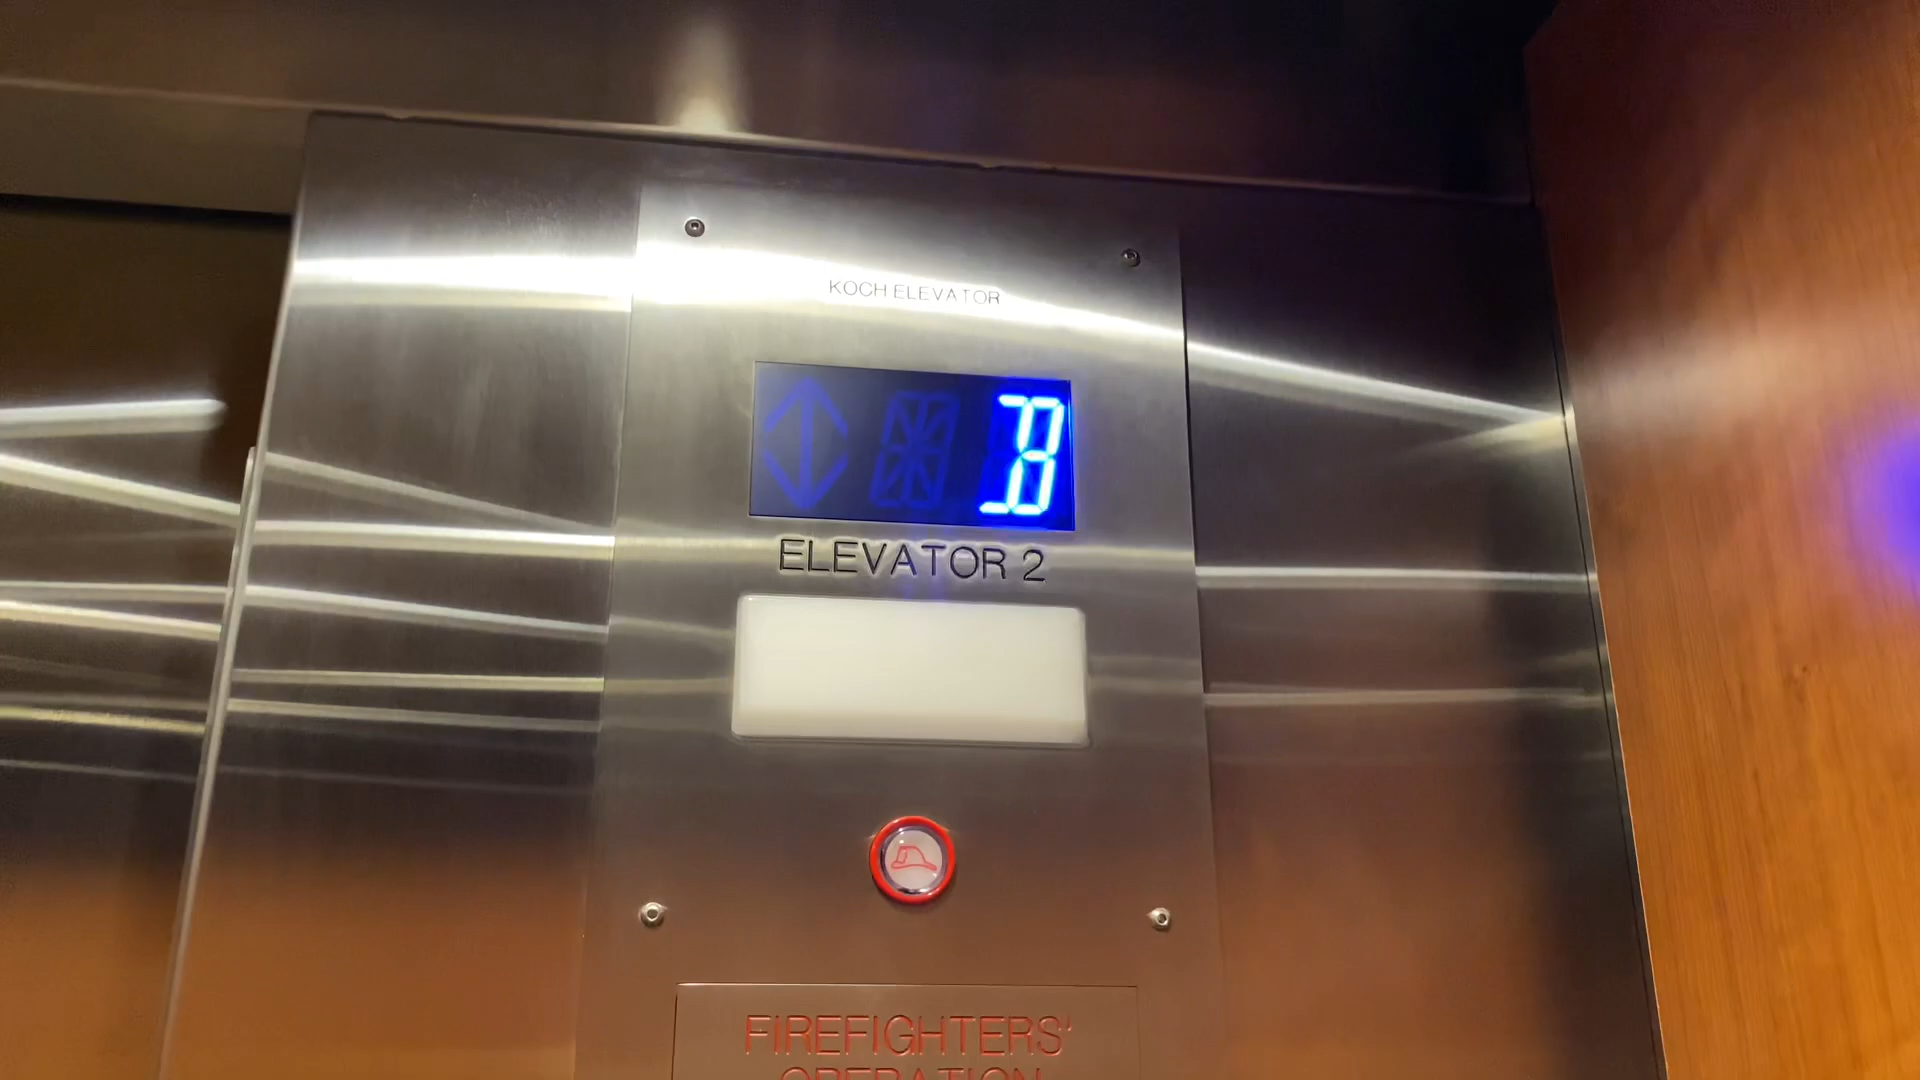 KOCH ELEVATOR
B
ELEVATOR 2
FIREFIGHTERS'
OPERATION